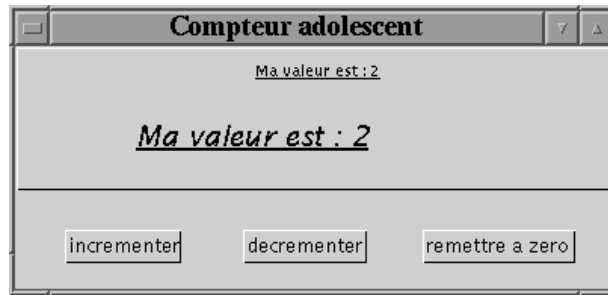 Compteur adolescent
Ma valeur est : 2
Ma valeur est : 2
incrementer decrementer remettre a zero